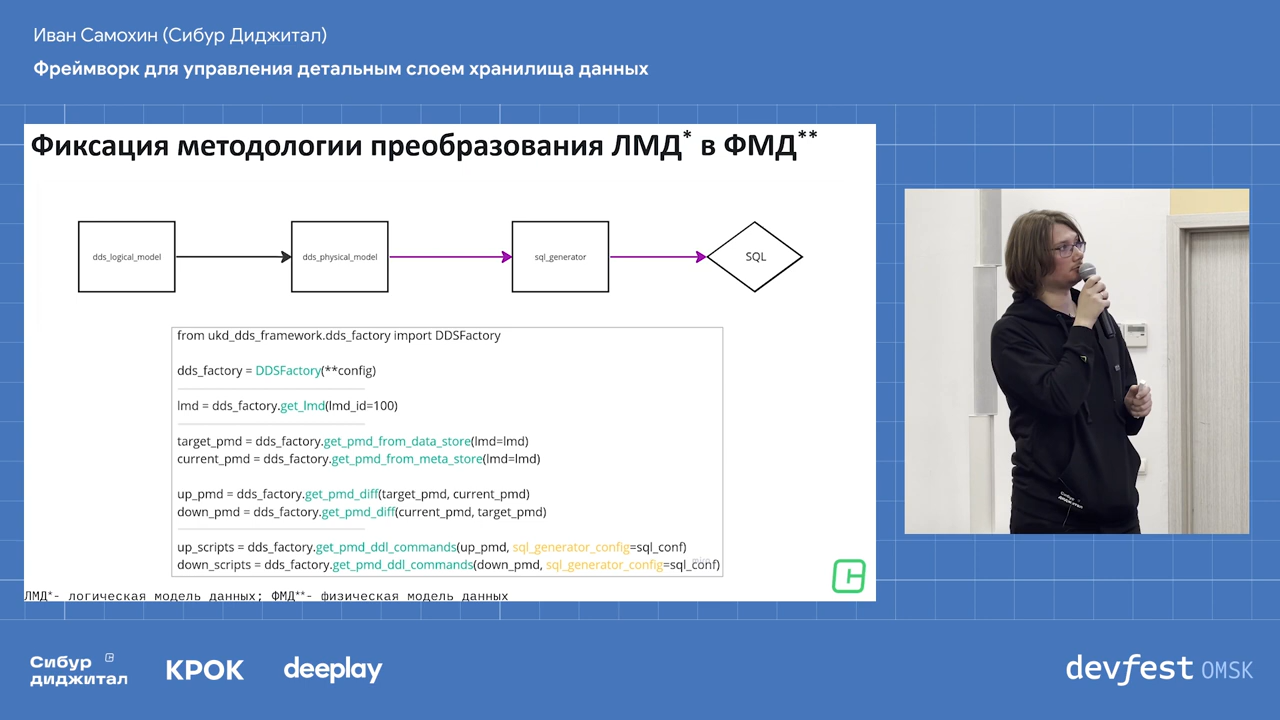 Иван Самохин (Сибур Диджитал)
Фреймворк для управления детальным слоем хранилища данных
Фиксация методологии преобразования ЛМД* в ФМД**
dds_logical_model
dds_physical_model
sql_generator
SQL
from ukd_dds_framework.dds_factory import DDSFactory
dds_factory = DDSFactory(**config)
lmd = dds_factory.get_lmd(lmd_id=100)
target_pmd = dds_factory.get_pmd_from_data_store(lmd=lmd)
current_pmd = dds_factory.get_pmd_from_meta_store(lmd=lmd)
up_pmd = dds_factory.get_pmd_diff(target_pmd, current_pmd)
down_pmd = dds_factory.get_pmd_diff(current_pmd, target_pmd)
up_scripts = dds_factory.get_pmd_ddl_commands(up_pmd, sql_generator_config=sql_conf)
down_scripts = dds_factory.get_pmd_ddl_commands(down_pmd, sql_generator_config=sql_conf)
ЛМД*- логическая модель данных; ФМД**- физическая модель данных
Сибур
диджитал
Сибур
диджитал
КРОК
deeplay
devfest OMSK